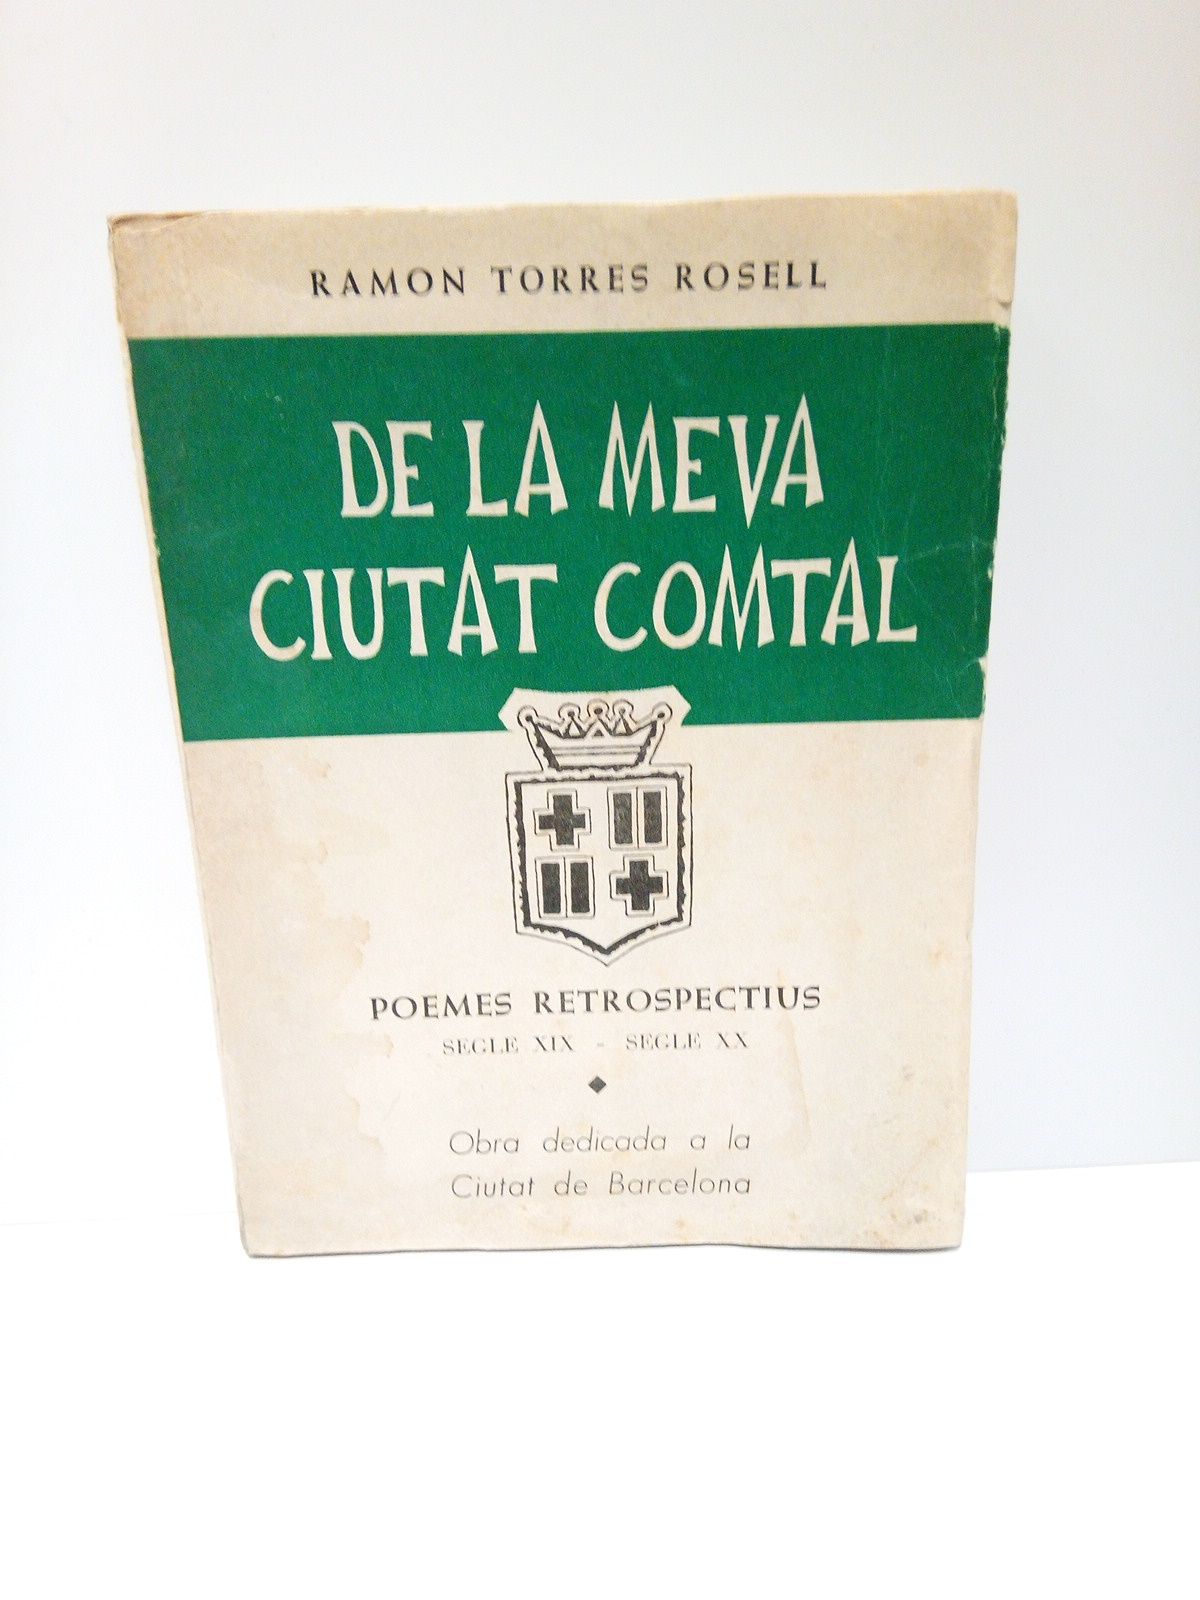 RAMON TORRES ROSELL
DE LA MEVA
CIUTAT COMTAL
POEMES RETROSPECTIUS
SEGLE XIX - SEGLE XX
Obra dedicada a la
Ciutat de Barcelona